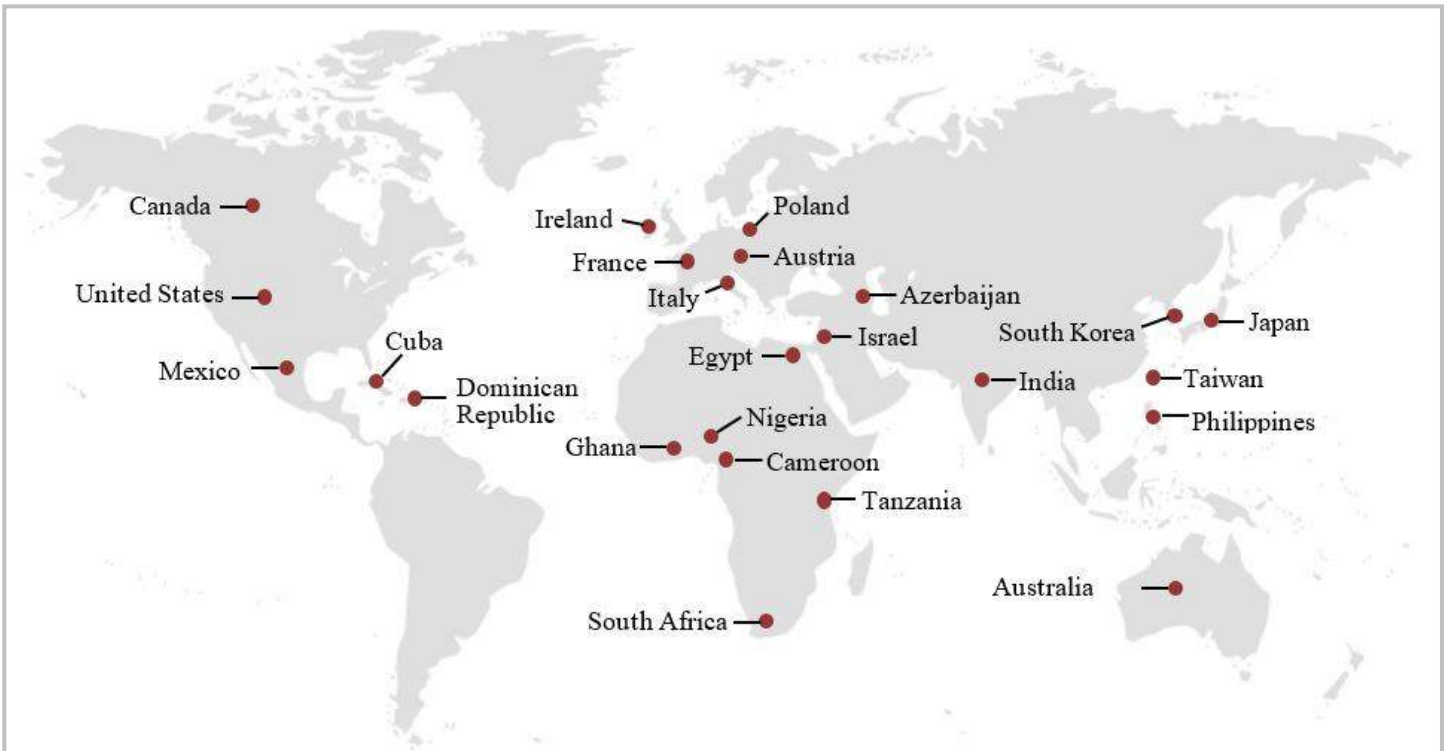 Canada
Ireland
Poland
France
Austria
United States
Italy
Azerbaijan
South Korea
Japan
Cuba
Israel
Mexico
Egypt
Dominican
Republic
India
Taiwan
Nigeria
Philippines
Ghana
Cameroon
Tanzania
Australia
South Africa